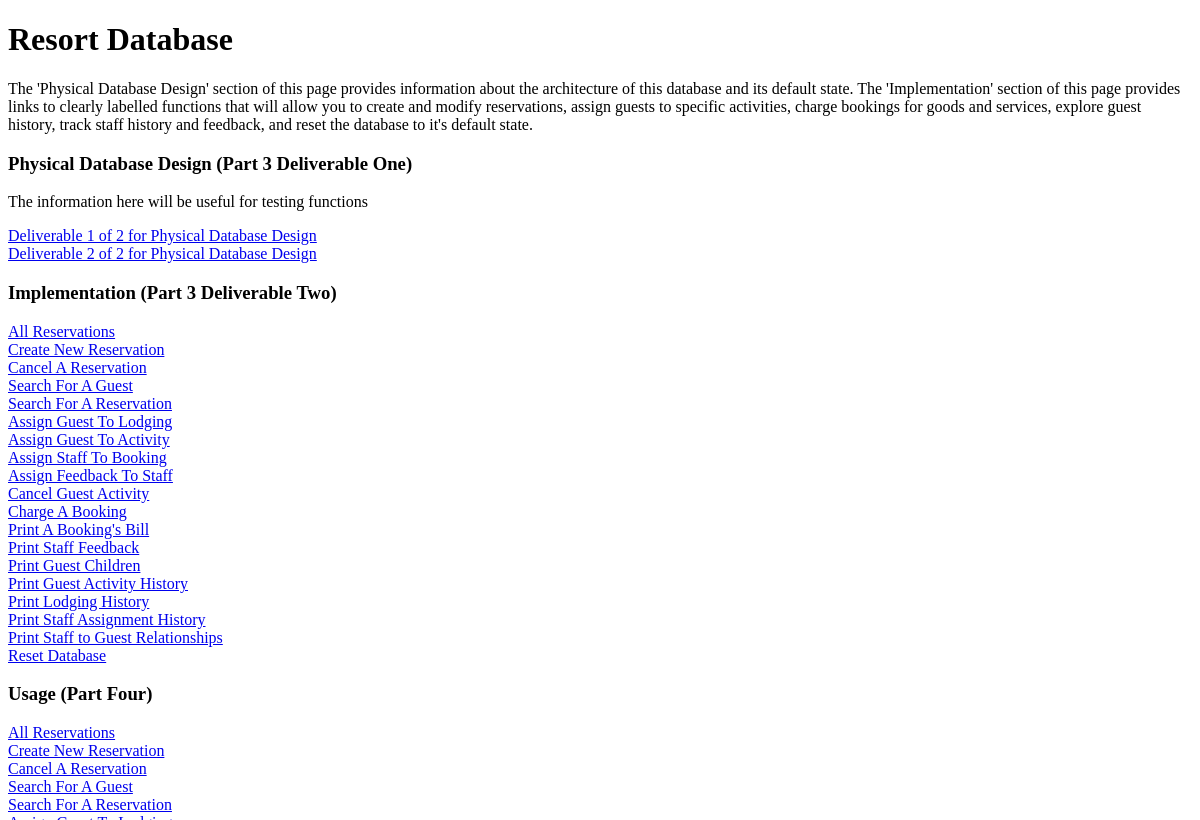 Resort Database
The 'Physical Database Design' section of this page provides information about the architecture of this database and its default state. The 'Implementation' section of this page provides
links to clearly labelled functions that will allow you to create and modify reservations, assign guests to specific activities, charge bookings for goods and services, explore guest
history, track staff history and feedback, and reset the database to it's default state.
Physical Database Design (Part 3 Deliverable One)
The information here will be useful for testing functions
Deliverable 1 of 2 for Physical Database Design
Deliverable 2 of 2 for Physical Database Design
Implementation (Part 3 Deliverable Two)
All Reservations
Create New Reservation
Cancel A Reservation
Search For A Guest
Search For A Reservation
Assign Guest To Lodging
Assign Guest To Activity
Assign Staff To Booking
Assign Feedback To Staff
Cancel Guest Activity
Charge A Booking
Print A Booking's Bill
Print Staff Feedback
Print Guest Children
Print Guest Activity History
Print Lodging History
Print Staff Assignment History
Print Staff to Guest Relationships
Reset Database
Usage (Part Four)
All Reservations
Create New Reservation
Cancel A Reservation
Search For A Guest
Search For A Reservation
Assign Guest To Lodging